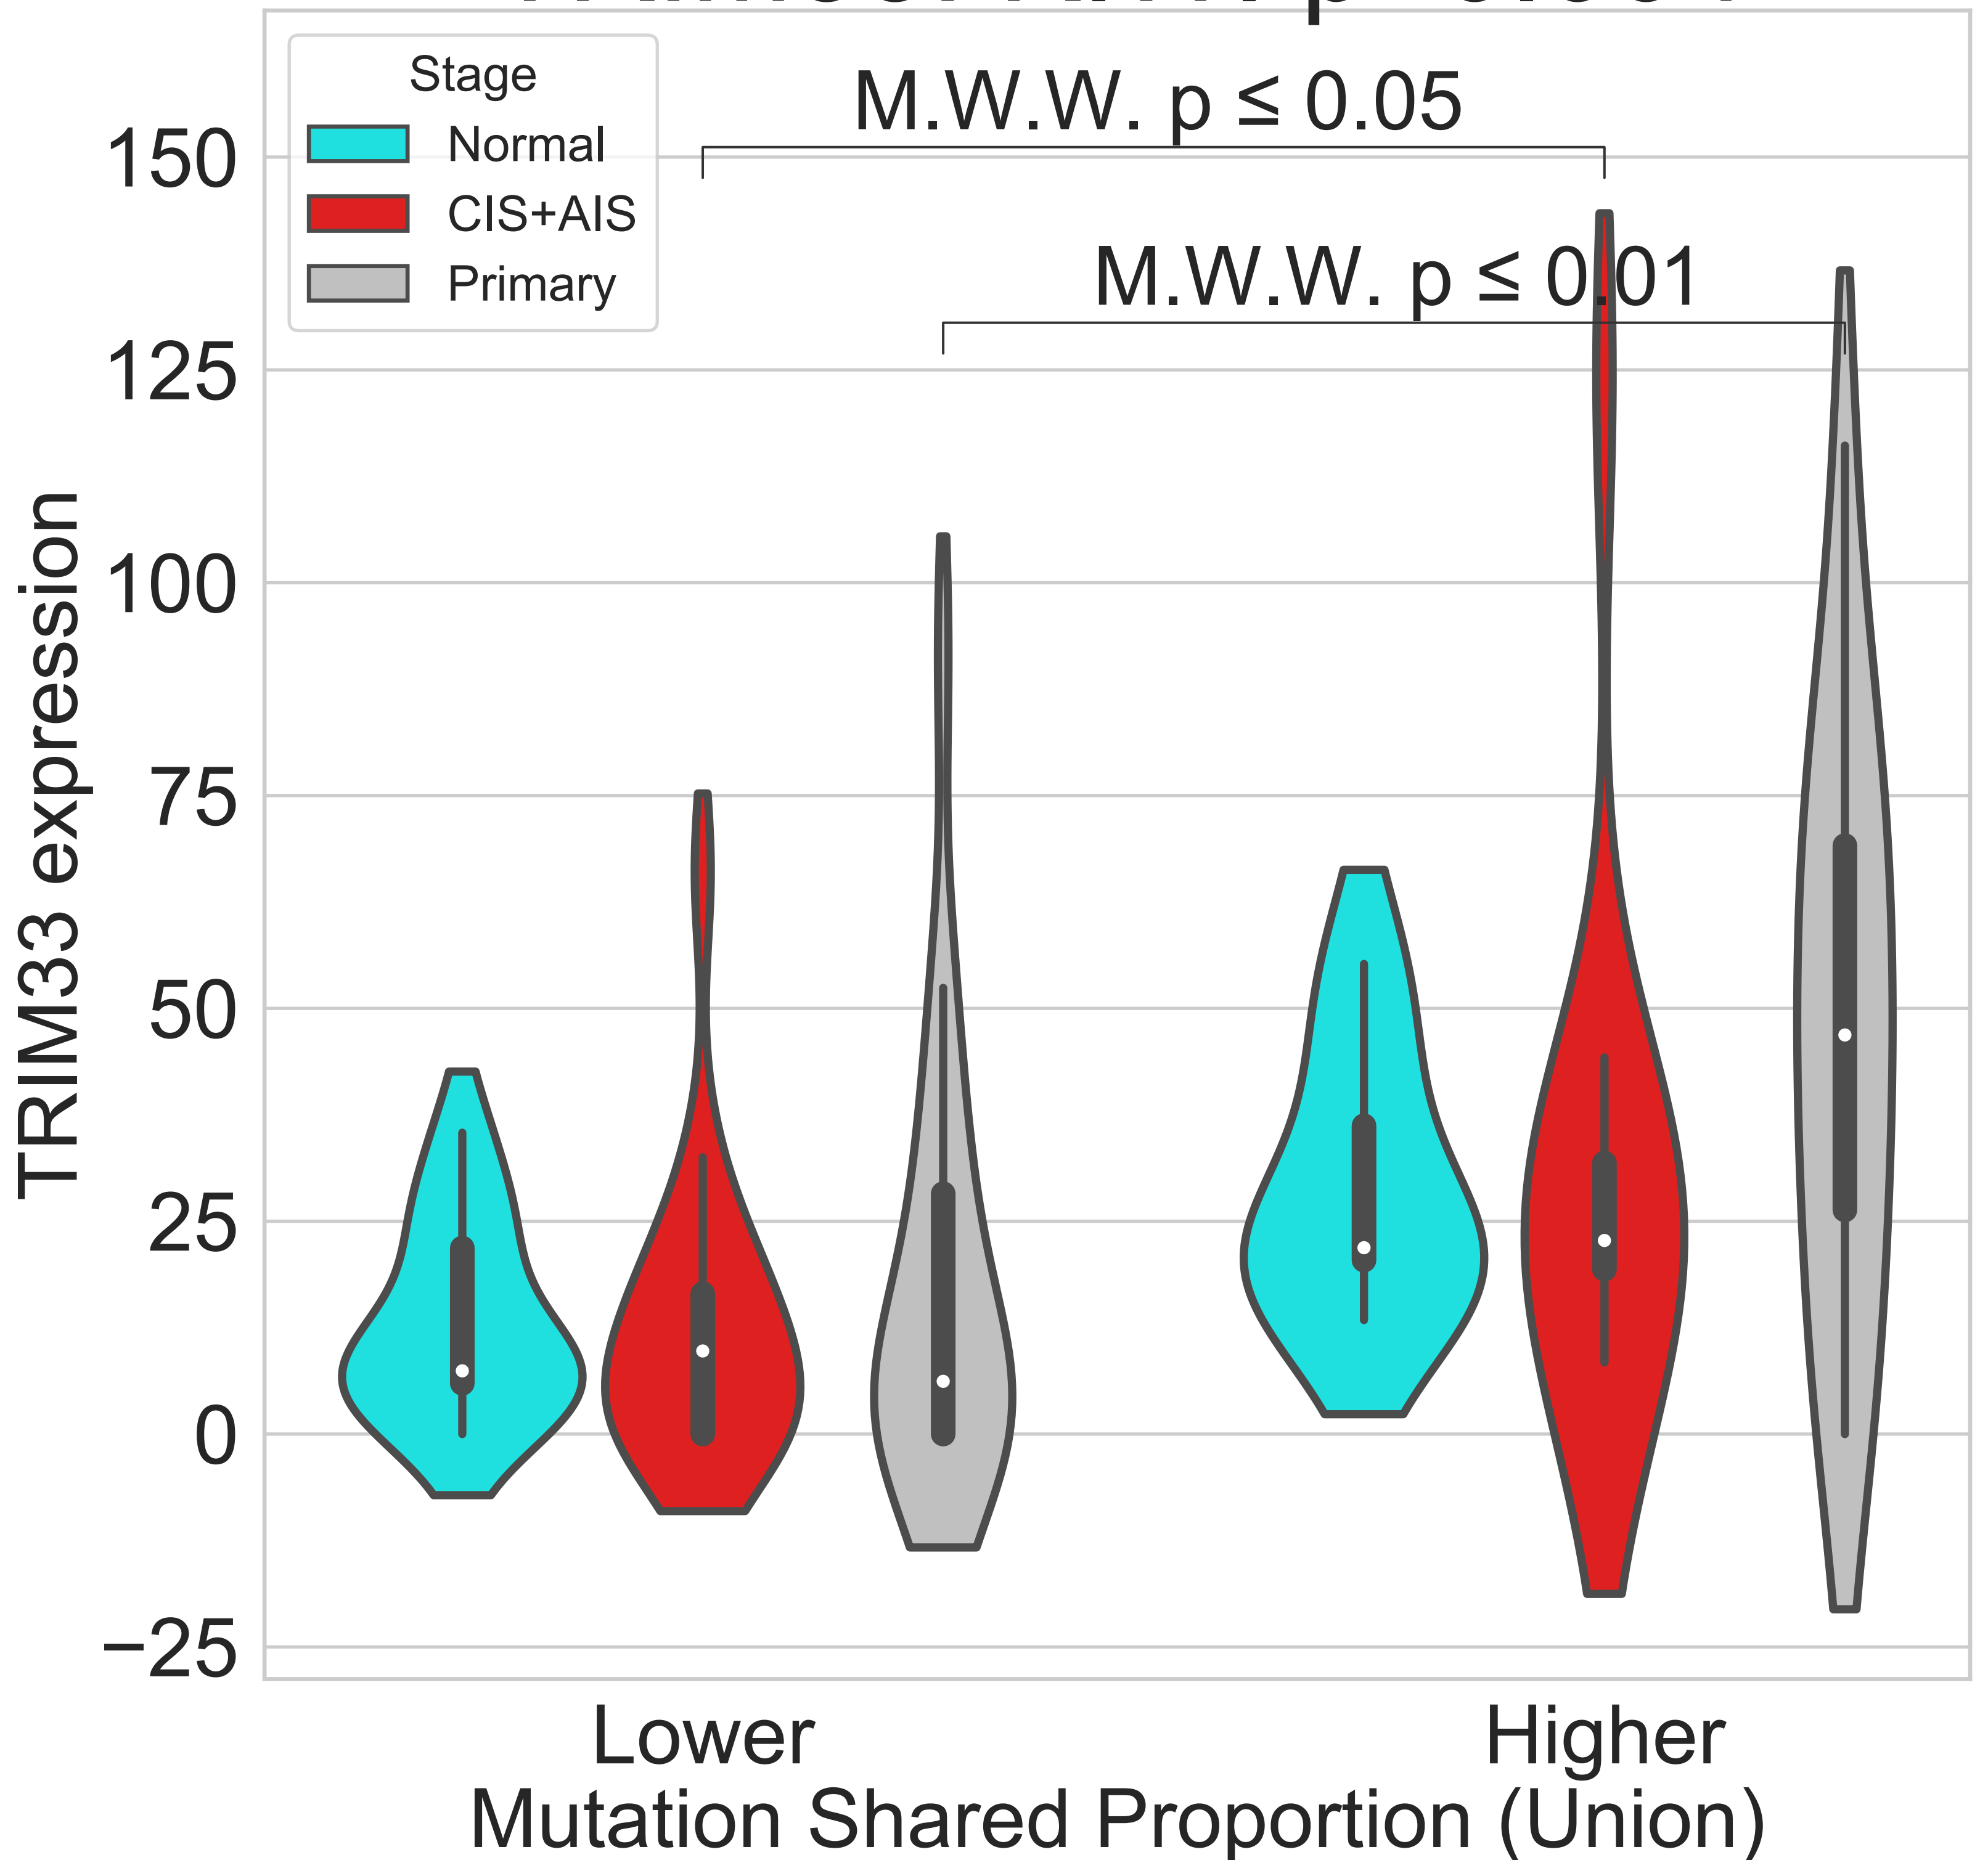 Stage
Normal
CIS+AIS
Primary
M.W.W. p ≤ 0.05
M.W.W. p ≤ 0.01
150
125
100
75
50
25
0
−25
TRIM33 expression
Lower
Higher
Mutation Shared Proportion (Union)